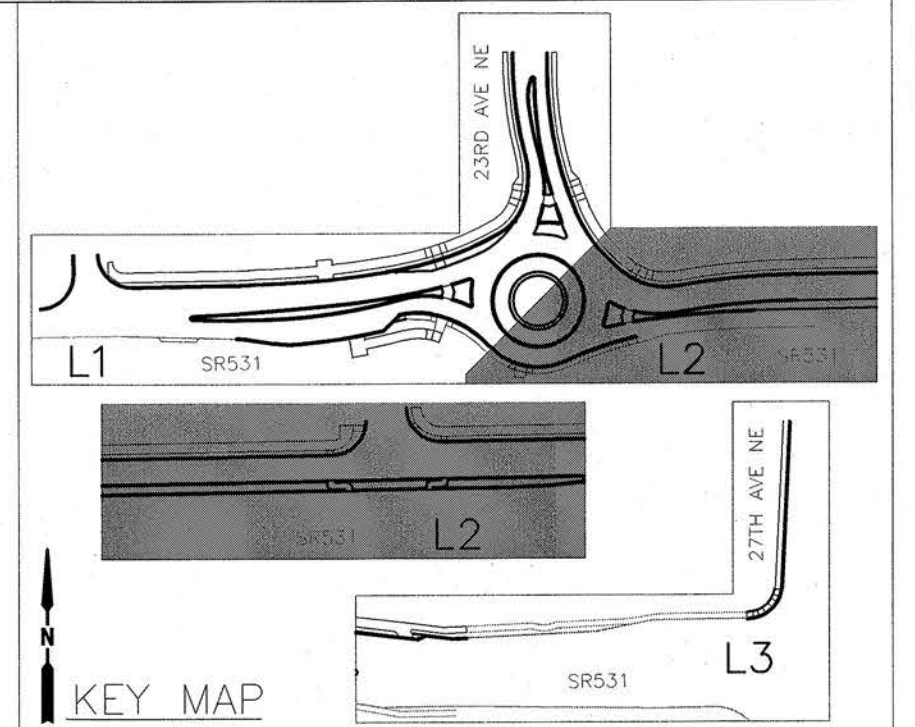 23RD AVE NE
L1
SR531
L2
SR531
SR531
L2
27TH AVE NE
L3
SR531
N
KEY MAP